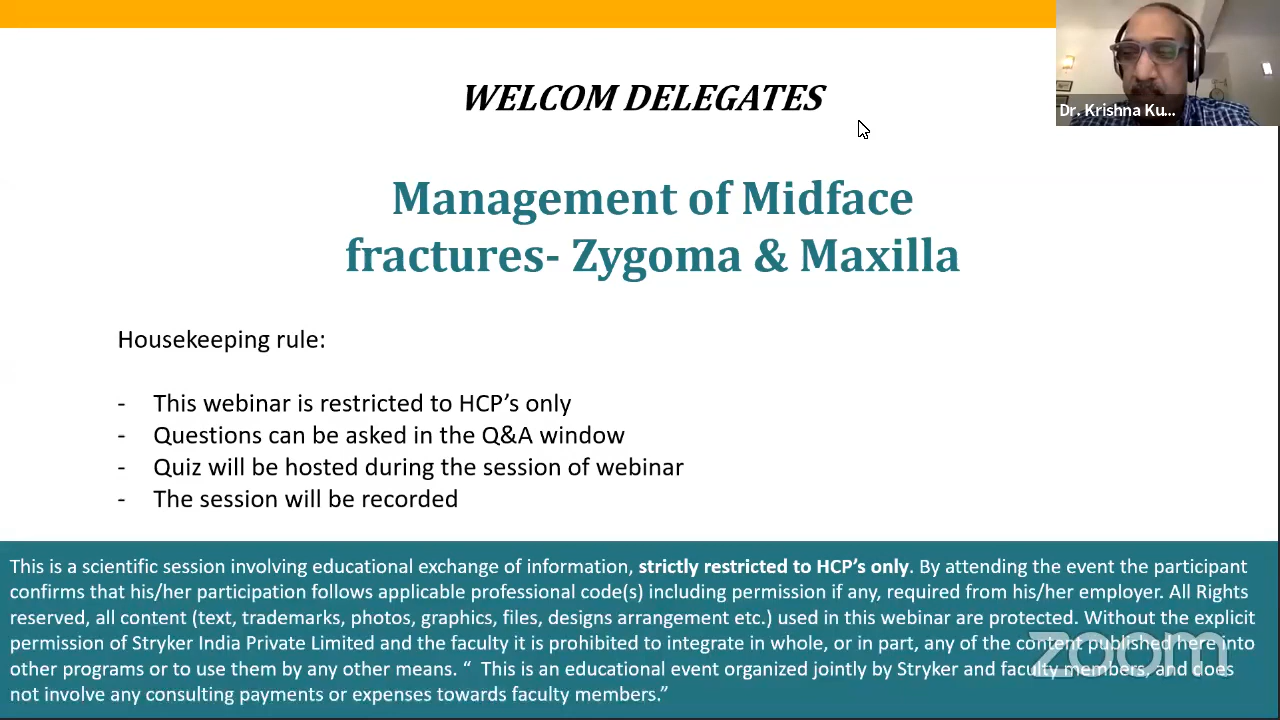 WELCOM DELEGATES
Dr. Krishna Ku...
Management of Midface
fractures- Zygoma & Maxilla
Housekeeping rule:
- This webinar is restricted to HCP’s only
- Questions can be asked in the Q&A window
- Quiz will be hosted during the session of webinar
- The session will be recorded
This is a scientific session involving educational exchange of information, strictly restricted to HCP’s only. By attending the event the participant
confirms that his/her participation follows applicable professional code(s) including permission if any, required from his/her employer. All Rights
reserved, all content (text, trademarks, photos, graphics, files, designs arrangement etc.) used in this webinar are protected. Without the explicit
permission of Stryker India Private Limited and the faculty it is prohibited to integrate in whole, or in part, any of the content published here into
other programs or to use them by any other means. “ This is an educational event organized jointly by Stryker and faculty members, and does
not involve any consulting payments or expenses towards faculty members.”
zoom